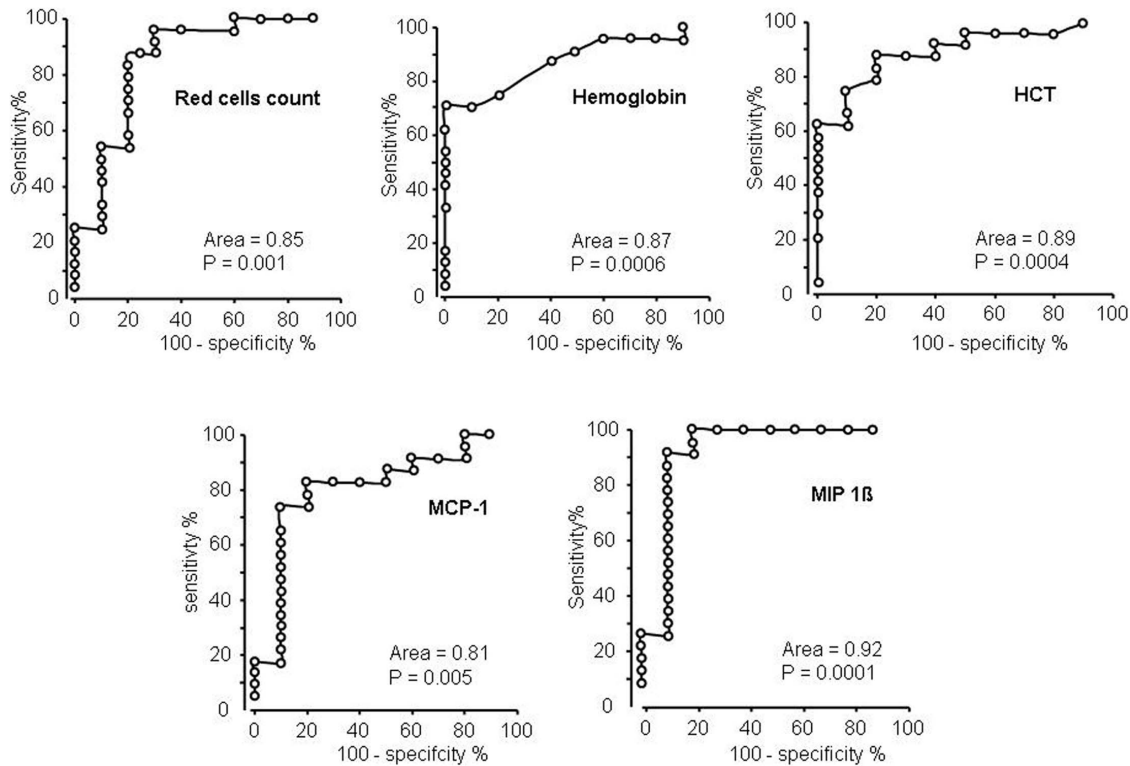 100
80
60
40
20
0
Sensitivity%
Red cells count
Area = 0.85
P = 0.001
0 20 40 60 80 100
100 - specificity %
100
80
60
40
20
0
Sensitivity%
Hemoglobin
Area = 0.87
P = 0.0006
0 20 40 60 80 100
100 - specificity %
100
80
60
40
20
0
Sensitivity%
HCT
Area = 0.89
P = 0.0004
0 20 40 60 80 100
100 - specificity %
100
80
60
40
20
0
sensitivty %
MCP-1
Area = 0.81
P = 0.005
0 20 40 60 80 100
100 - specifcity %
100
80
60
40
20
0
Sensitivity%
MIP 1ß
Area = 0.92
P = 0.0001
0 20 40 60 80 100
100 - specificity %